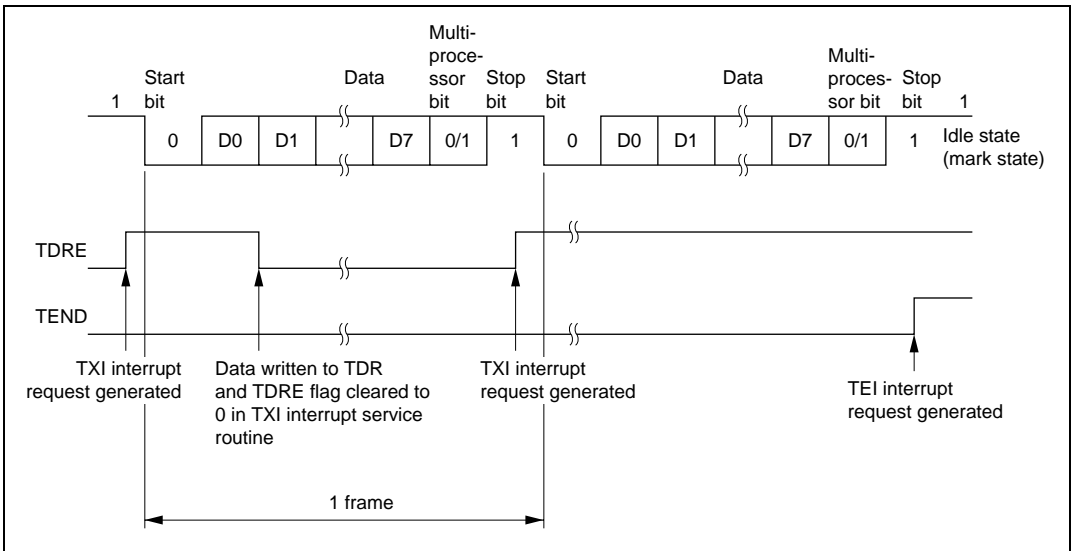 Multi-
proce-
ssor
bit
Start
bit
Data
Stop
bit
Start
bit
Data
Multi-
proces-
sor bit
Stop
bit
1
1
0
D0
D1
D7
0/1
1
0
D0
D1
D7
0/1
1
Idle state
(mark state)
TDRE
TEND
TXI interrupt
request generated
Data written to TDR
and TDRE flag cleared to
0 in TXI interrupt service
routine
TXI interrupt
request generated
TEI interrupt
request generated
1 frame